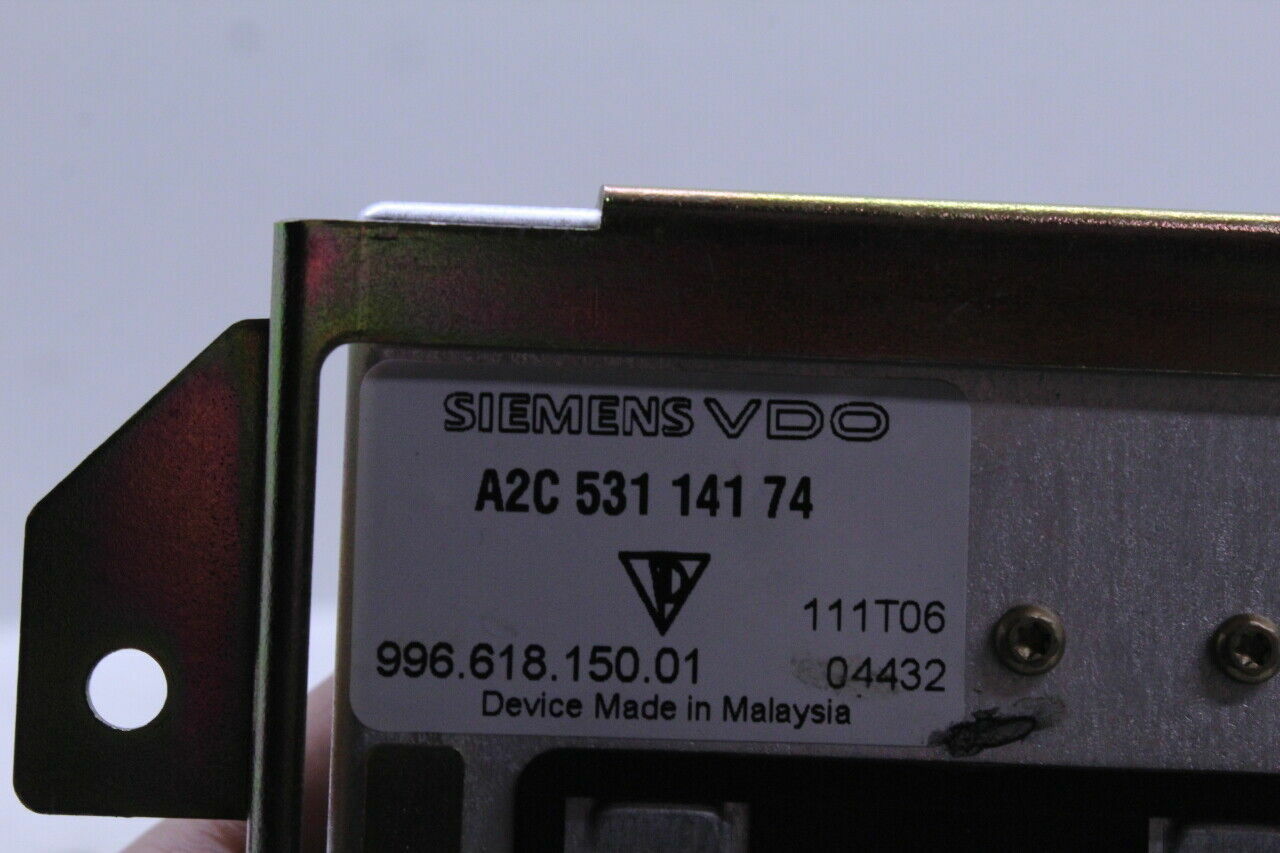 SIEMENS VDO
A2C 531 141 74
111T06
996.618.150.01 04432
Device Made in Malaysia